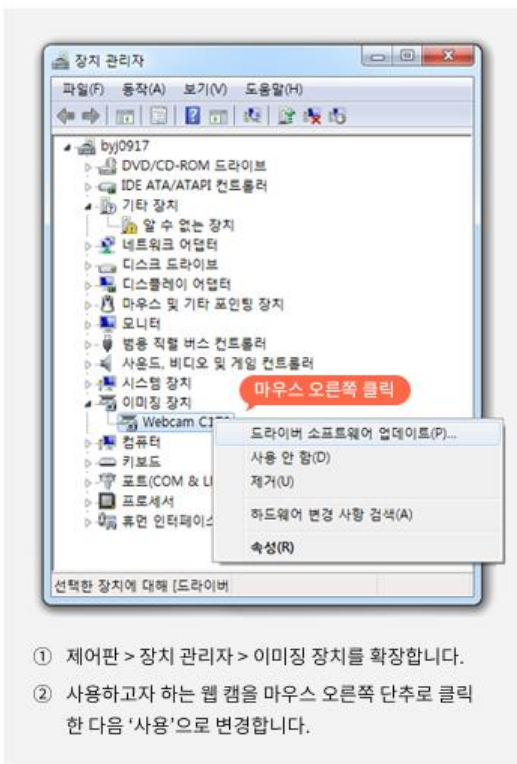 장치 관리자
파일(F) 동작(A) 보기(V) 도움말(H)
byj0917
DVD/CD-ROM 드라이브
IDE ATA/ATAPI 컨트롤러
기타 장치
알 수 없는 장치
네트워크 어댑터
디스크 드라이브
디스플레이 어댑터
마우스 및 기타 포인팅 장치
모니터
범용 직렬 버스 컨트롤러
사운드, 비디오 및 게임 컨트롤러
시스템 장치
마우스 오른쪽 클릭
이미징 장치
Webcam
드라이버 소프트웨어 업데이트(P)...
컴퓨터
사용 안 함(D)
키보드
제거(U)
포트(COM &
프로세서
하드웨어 변경 사항 검색(A)
휴먼 인터페이스
속성(R)
선택한 장치에 대해 [드라이버
① 제어판 > 장치 관리자 > 이미징 장치를 확장합니다.
② 사용하고자 하는 웹 캠을 마우스 오른쪽 단추로 클릭
한 다음 ‘사용’으로 변경합니다.